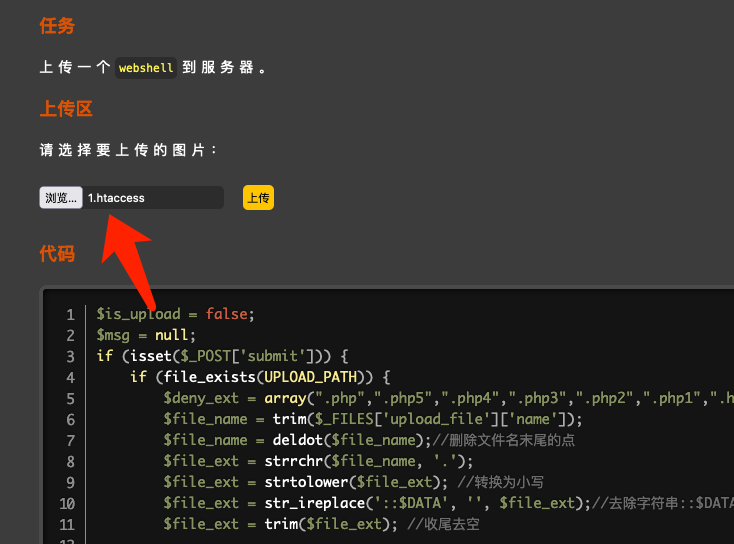 任务
上传一个 webshell 到服务器。
上传区
请选择要上传的图片：
浏览... 1.htaccess 上传
代码
1 $is_upload = false;
2 $msg = null;
3 if (isset($_POST['submit'])) {
4 if (file_exists(UPLOAD_PATH)) {
5 $deny_ext = array(".php",".php5",".php4",".php3",".php2",".php1",".h
6 $file_name = trim($_FILES['upload_file']['name']);
7 $file_name = deldot($file_name);//删除文件名末尾的点
8 $file_ext = strrchr($file_name, '.');
9 $file_ext = strtolower($file_ext); //转换为小写
10 $file_ext = str_ireplace('::$DATA', '', $file_ext);//去除字符串::$DATA
11 $file_ext = trim($file_ext); //收尾去空